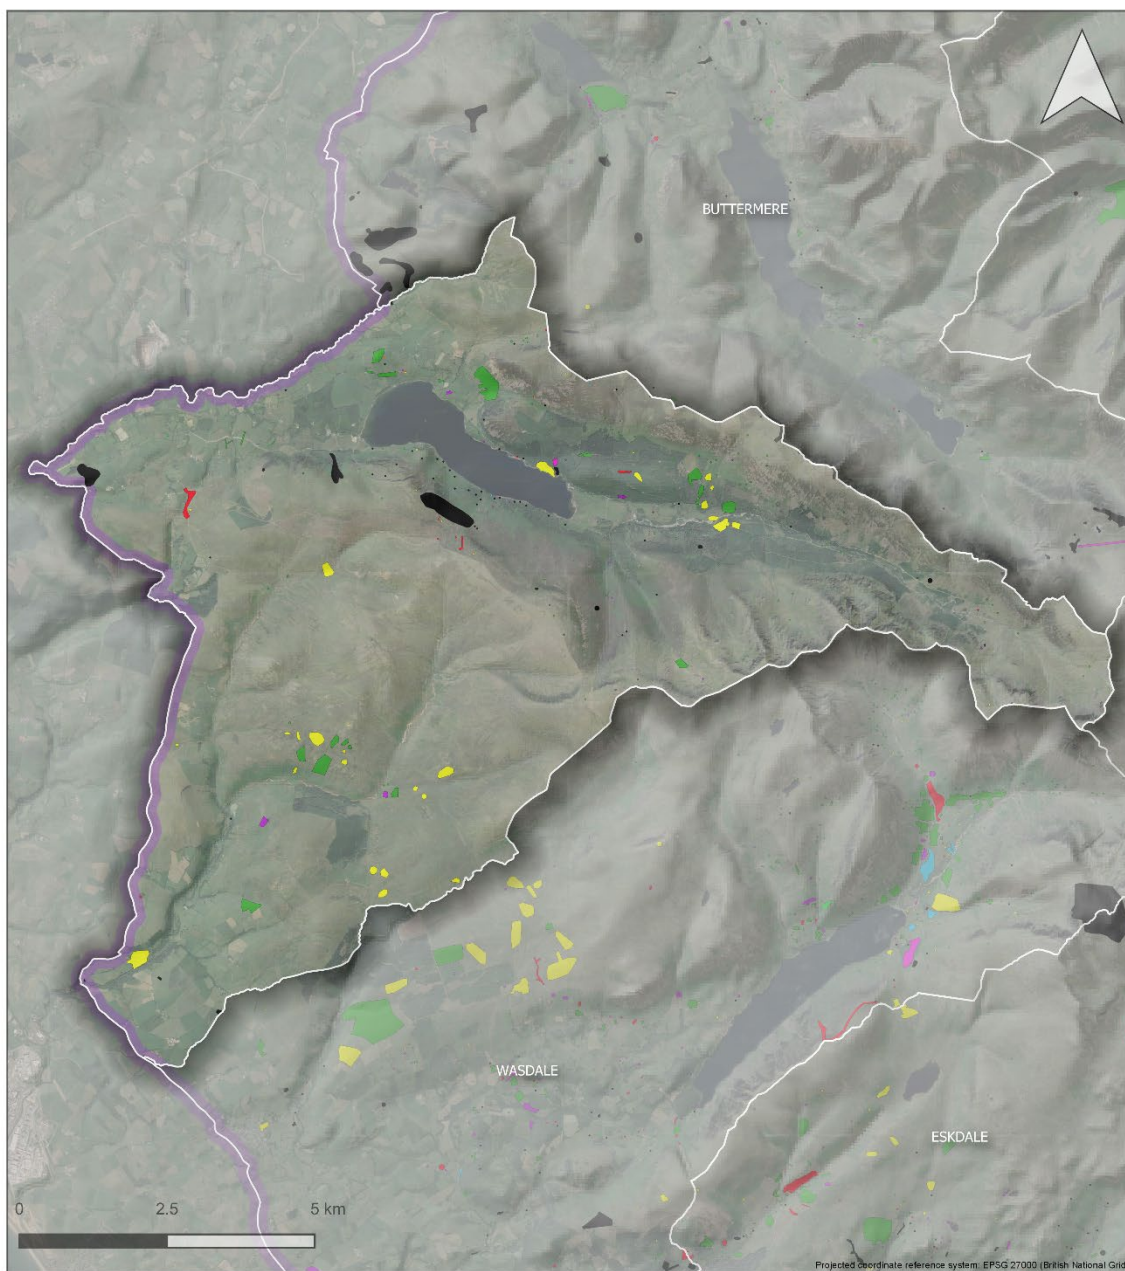 BUTTERMERE
WASDALE
ESKDALE
0 2.5 5 km
Projected coordinate reference system: EPSG 27000 (British National Grid